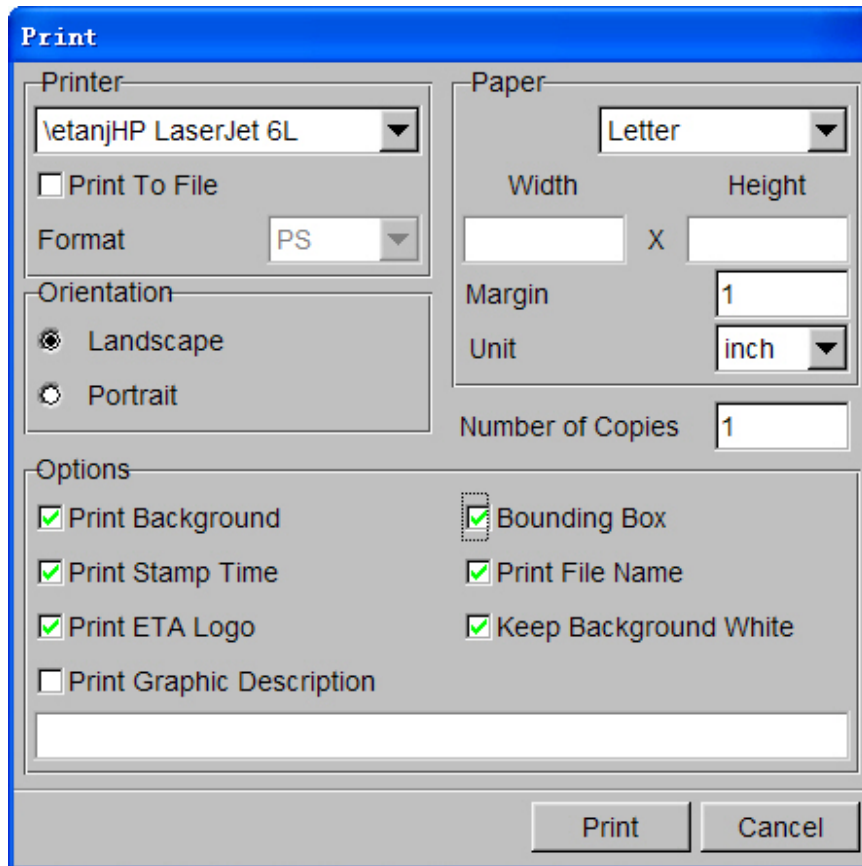 Print
Printer
\etanjHP LaserJet 6L
Print To File
Format PS
Orientation
Landscape
Portrait
Paper
Letter
Width Height
X
Margin 1
Unit inch
Number of Copies 1
Options
Print Background Bounding Box
Print Stamp Time Print File Name
Print ETA Logo Keep Background White
Print Graphic Description
Print Cancel